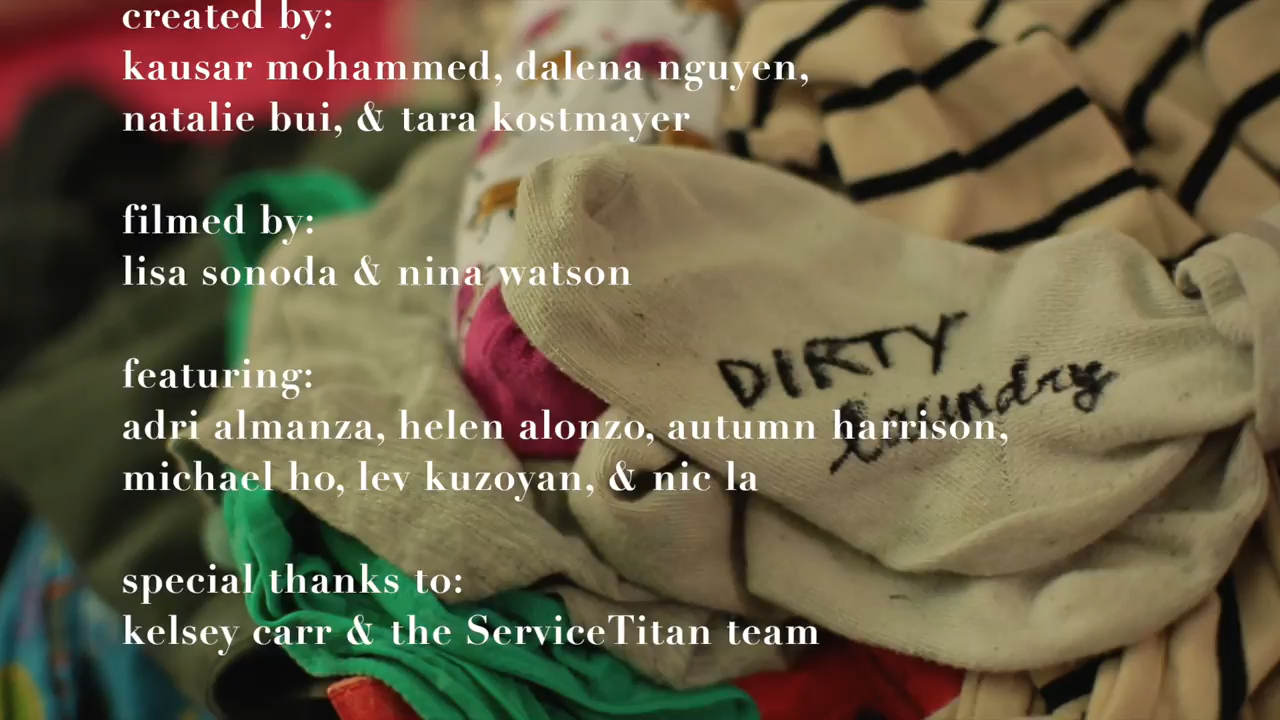 created by:
kausar mohammed, dalena nguyen,
natalie bui, & tara kostmayer
filmed by:
lisa sonoda & nina watson
featuring:
adri almanza, helen alonzo, autumn harrison,
michael ho, lev kuzoyan, & nic la
special thanks to:
kelsey carr & the ServiceTitan team
DIRTY
laundry